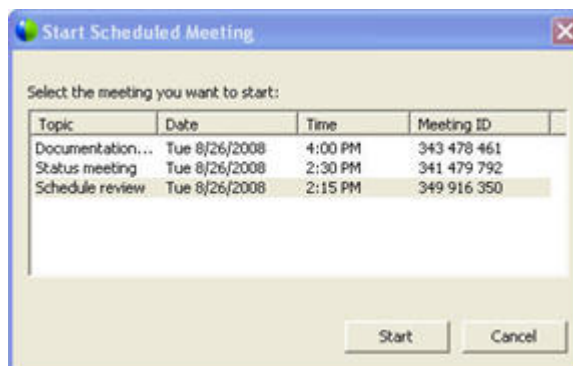 Start Scheduled Meeting
Select the meeting you want to start:
Topic Date Time Meeting ID
Documentation... Tue 8/26/2008 4:00 PM 343 478 461
Status meeting Tue 8/26/2008 2:30 PM 341 479 792
Schedule review Tue 8/26/2008 2:15 PM 349 916 350
Start Cancel